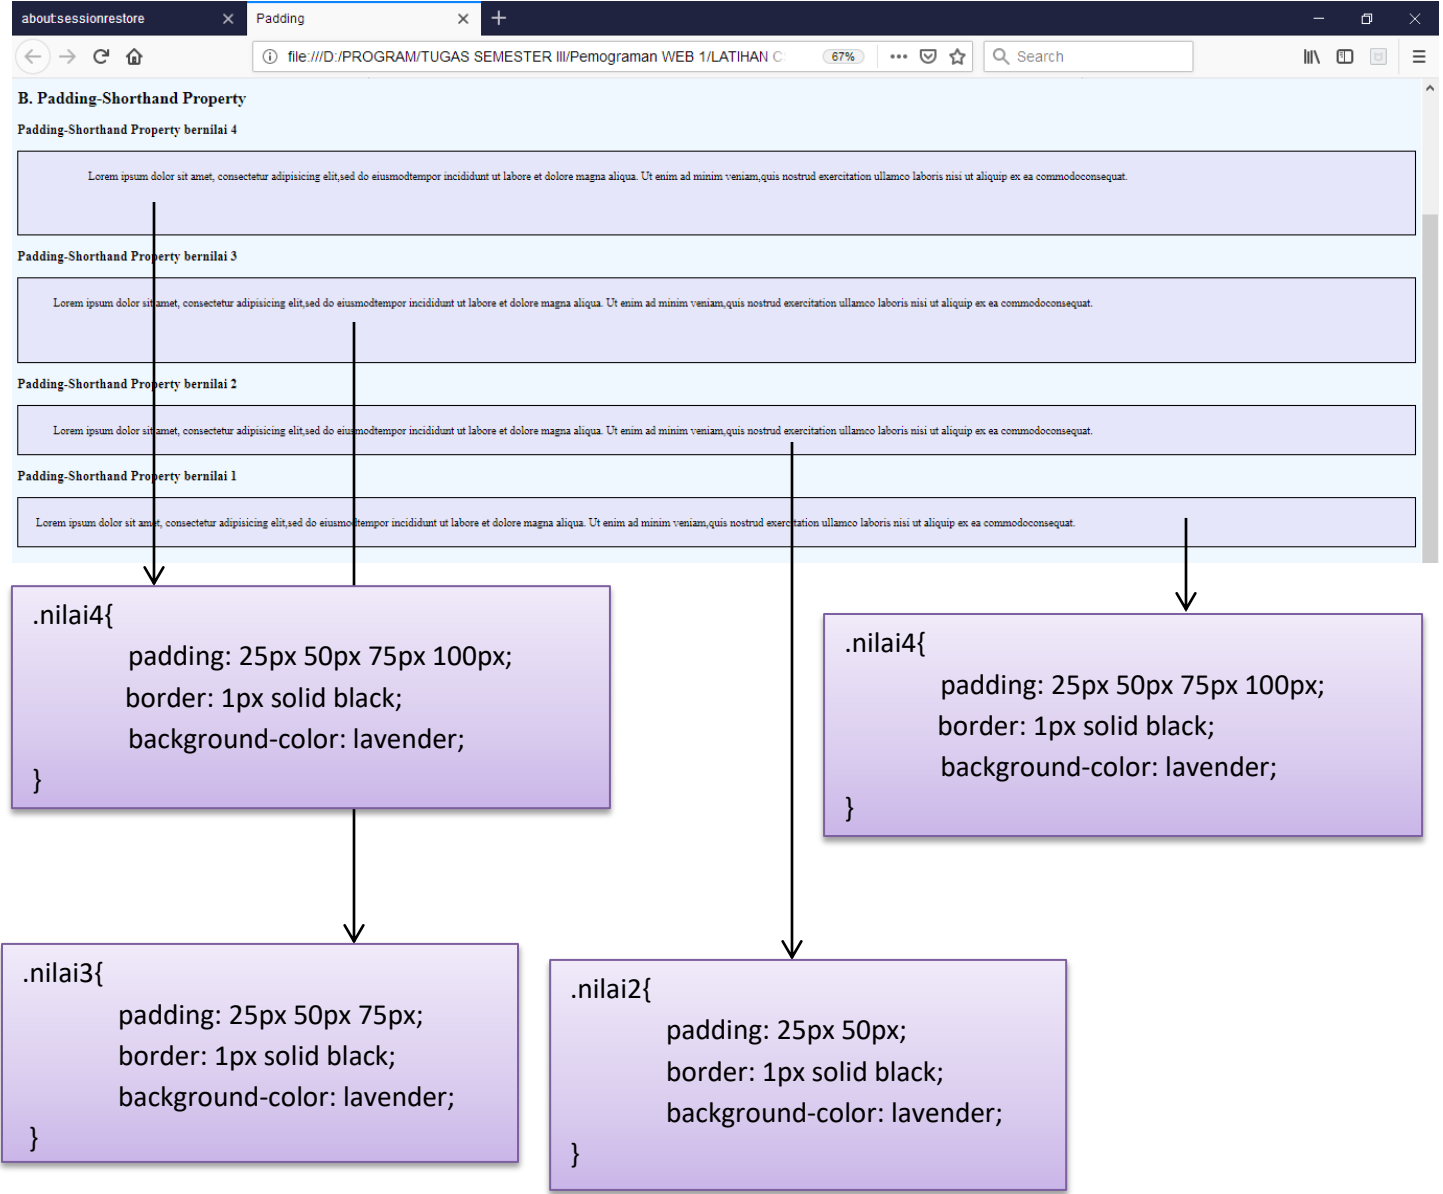 about:sessionrestore
Padding
file:///D:/PROGRAM/TUGAS SEMESTER III/Pemograman WEB 1/LATIHAN C
67%
Search
B. Padding-Shorthand Property
Padding-Shorthand Property bernilai 4
Lorem ipsum dolor sit amet, consectetur adipisicing elit,sed do eiusmodtempor incididunt ut labore et dolore magna aliqua. Ut enim ad minim veniam,quis nostrud exercitation ullamco laboris nisi ut aliquip ex ea commodoconsequat.
Padding-Shorthand Property bernilai 3
Lorem ipsum dolor sit amet, consectetur adipisicing elit,sed do eiusmodtempor incididunt ut labore et dolore magna aliqua. Ut enim ad minim veniam,quis nostrud exercitation ullamco laboris nisi ut aliquip ex ea commodoconsequat.
Padding-Shorthand Property bernilai 2
Lorem ipsum dolor sit amet, consectetur adipisicing elit,sed do eiusmodtempor incididunt ut labore et dolore magna aliqua. Ut enim ad minim veniam,quis nostrud exercitation ullamco laboris nisi ut aliquip ex ea commodoconsequat.
Padding-Shorthand Property bernilai 1
Lorem ipsum dolor sit amet, consectetur adipisicing elit,sed do eiusmodtempor incididunt ut labore et dolore magna aliqua. Ut enim ad minim veniam,quis nostrud exercitation ullamco laboris nisi ut aliquip ex ea commodoconsequat.
.nilai4{
padding: 25px 50px 75px 100px;
border: 1px solid black;
background-color: lavender;
}
.nilai4{
padding: 25px 50px 75px 100px;
border: 1px solid black;
background-color: lavender;
}
.nilai3{
padding: 25px 50px 75px;
border: 1px solid black;
background-color: lavender;
}
.nilai2{
padding: 25px 50px;
border: 1px solid black;
background-color: lavender;
}